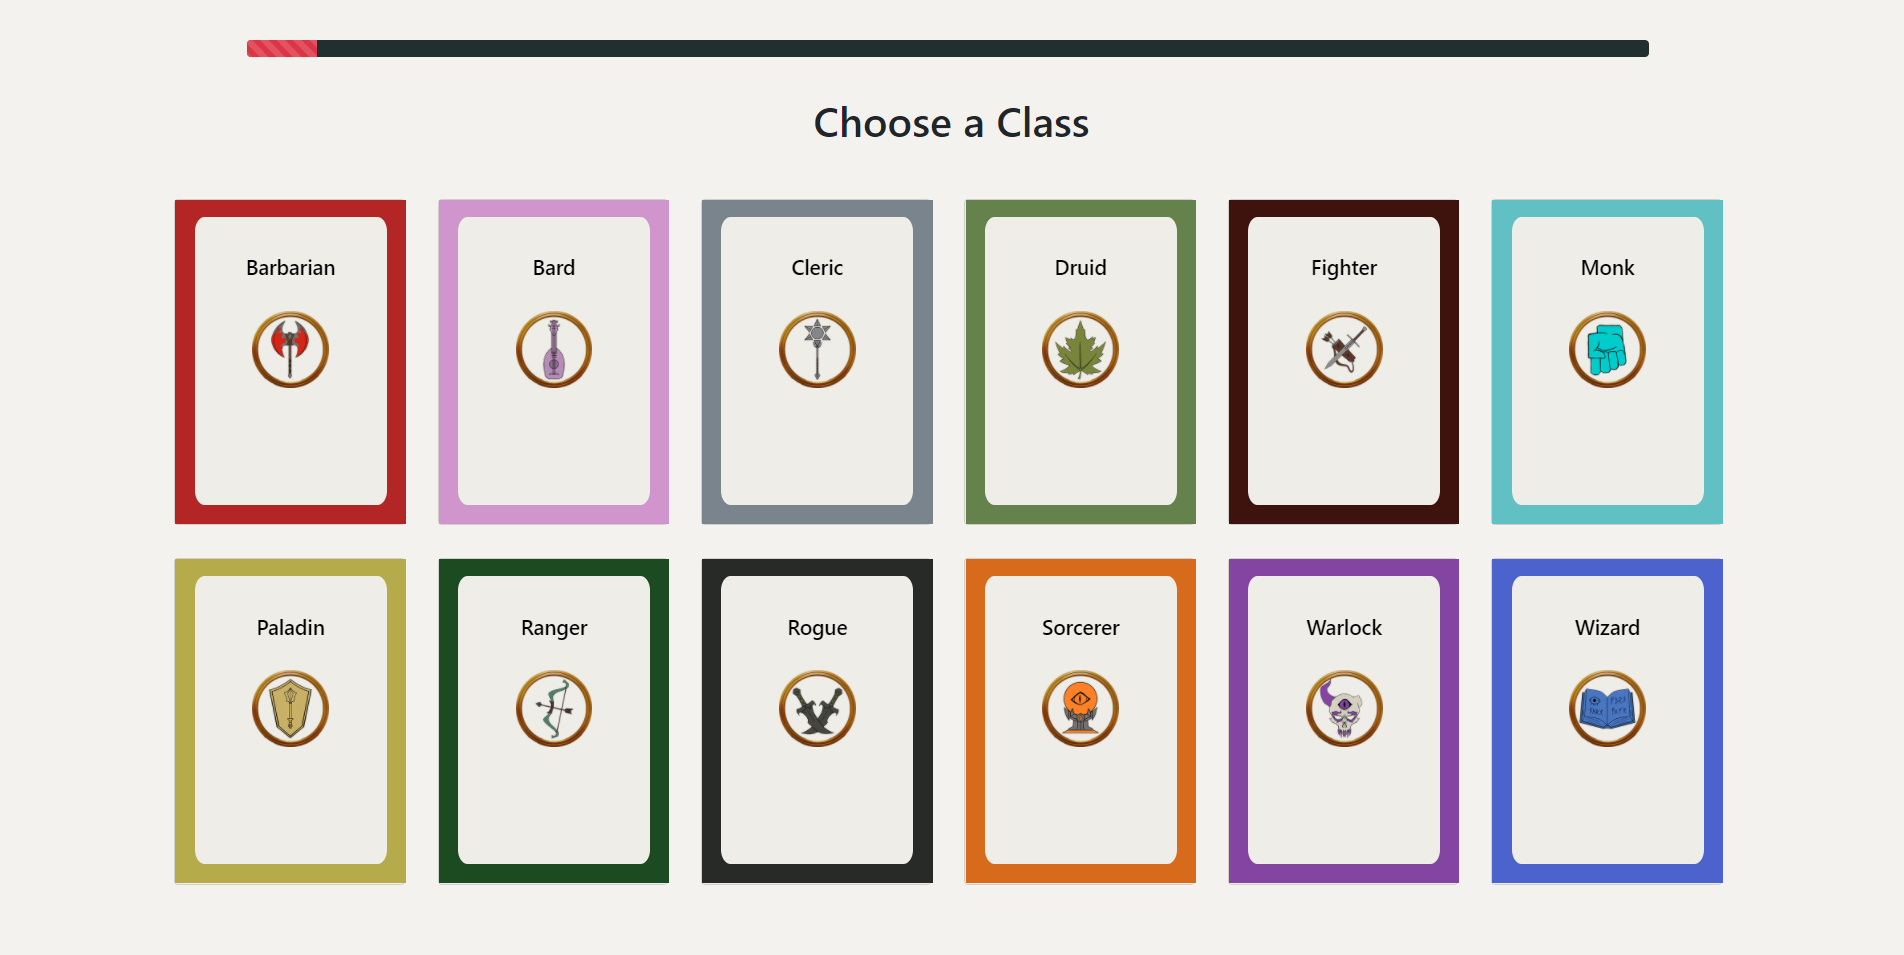 Choose a Class
Barbarian
Bard
Cleric
Druid
Fighter
Monk
Paladin
Ranger
Rogue
Sorcerer
Warlock
Wizard